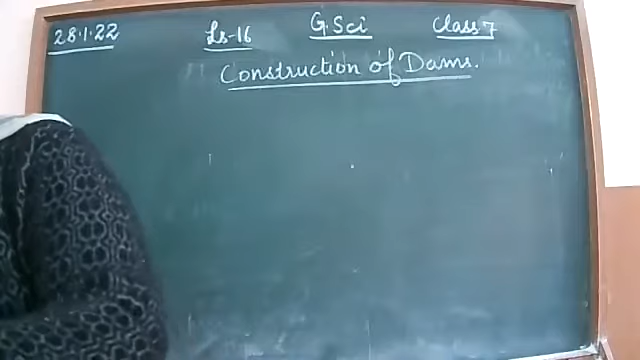 28.1.22 Ls-16 G.Sci Class 7
Construction of Dams.